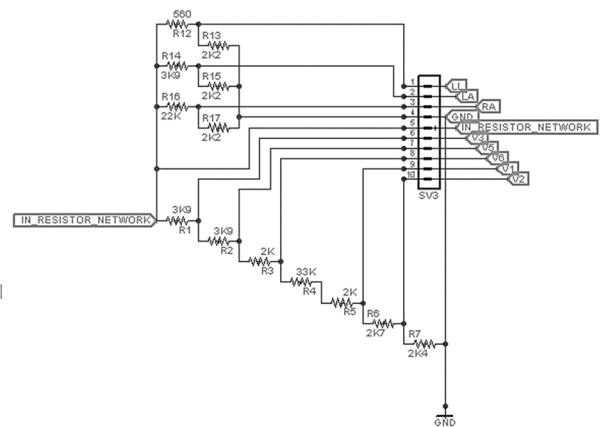 560
R12
R13
2K2
R14
3K9
R15
2K2
R16
22K
R17
2K2
1
2
3
4
5
6
7
8
9
10
SV3
LL
LA
RA
GND
IN_RESISTOR_NETWORK
V3
V5
V6
V1
V2
IN_RESISTOR_NETWORK
3K9
R1
3K9
R2
2K
R3
33K
R4
2K
R5
R6
2K7
R7
2K4
GND